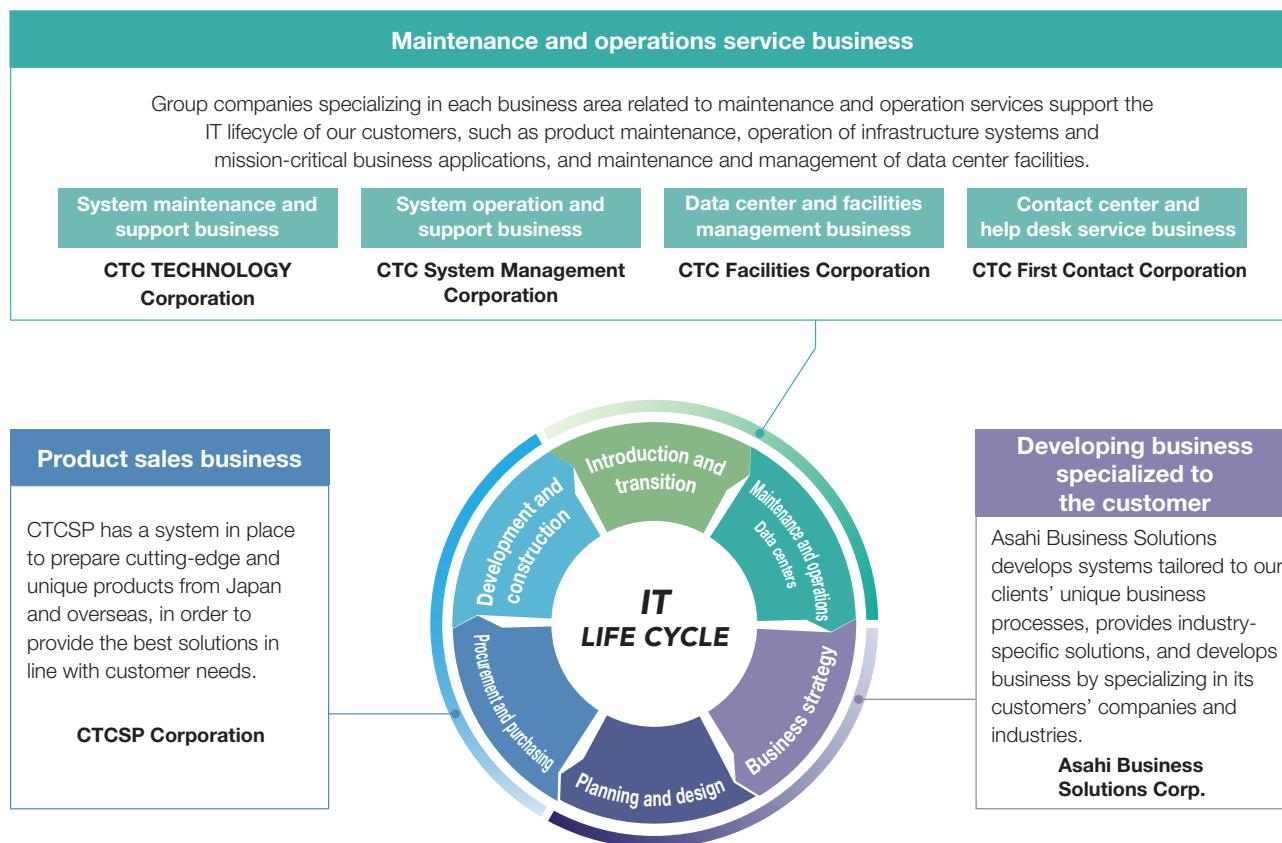 Maintenance and operations service business
Group companies specializing in each business area related to maintenance and operation services support the
IT lifecycle of our customers, such as product maintenance, operation of infrastructure systems and
mission-critical business applications, and maintenance and management of data center facilities.
System maintenance and
support business
CTC TECHNOLOGY
Corporation
System operation and
support business
CTC System Management
Corporation
Data center and facilities
management business
CTC Facilities Corporation
Contact center and
help desk service business
CTC First Contact Corporation
Product sales business
CTCSP has a system in place
to prepare cutting-edge and
unique products from Japan
and overseas, in order to
provide the best solutions in
line with customer needs.
CTCSP Corporation
IT
LIFE CYCLE
Introduction and
transition
Maintenance and operations
Data centers
Business strategy
Planning and design
Procurement and purchasing
Development and
construction
Developing business
specialized to
the customer
Asahi Business Solutions
develops systems tailored to our
clients’ unique business
processes, provides industry-
specific solutions, and develops
business by specializing in its
customers’ companies and
industries.
Asahi Business
Solutions Corp.